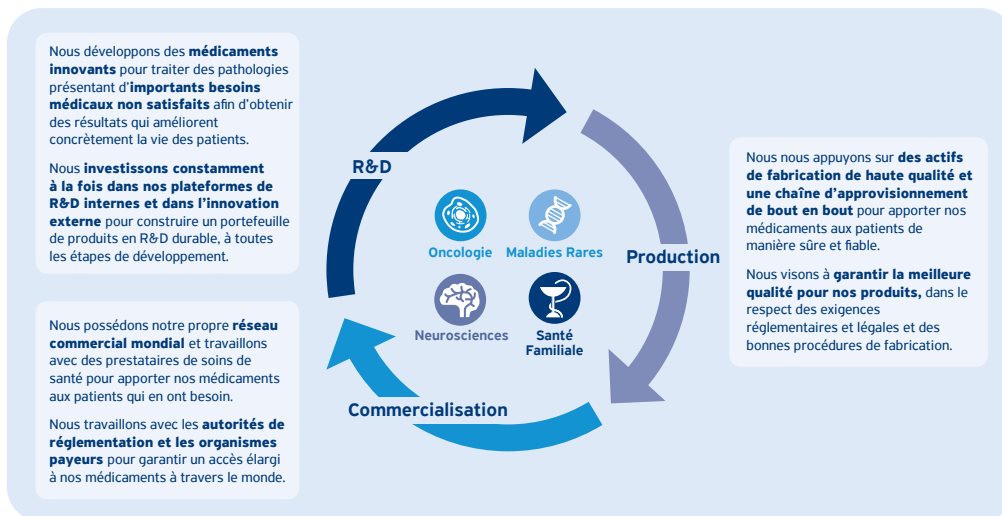 Nous développons des médicaments
innovants pour traiter des pathologies
présentant d'importants besoins
médicaux non satisfaits afin d'obtenir
des résultats qui améliorent
concrètement la vie des patients.
Nous investissons constamment
à la fois dans nos plateformes de
R&D internes et dans l'innovation
externe pour construire un portefeuille
de produits en R&D durable, à toutes
les étapes de développement.
Nous possédons notre propre réseau
commercial mondial et travaillons
avec des prestataires de soins de
santé pour apporter nos médicaments
aux patients qui en ont besoin.
Nous travaillons avec les autorités de
réglementation et les organismes
payeurs pour garantir un accès élargi
à nos médicaments à travers le monde.
R&D
Oncologie
Maladies Rares
Neurosciences
Santé
Familiale
Production
Commercialisation
Nous nous appuyons sur des actifs
de fabrication de haute qualité et
une chaîne d'approvisionnement
de bout en bout pour apporter nos
médicaments aux patients de
manière sûre et fiable.
Nous visons à garantir la meilleure
qualité pour nos produits, dans le
respect des exigences
réglementaires et légales et des
bonnes procédures de fabrication.